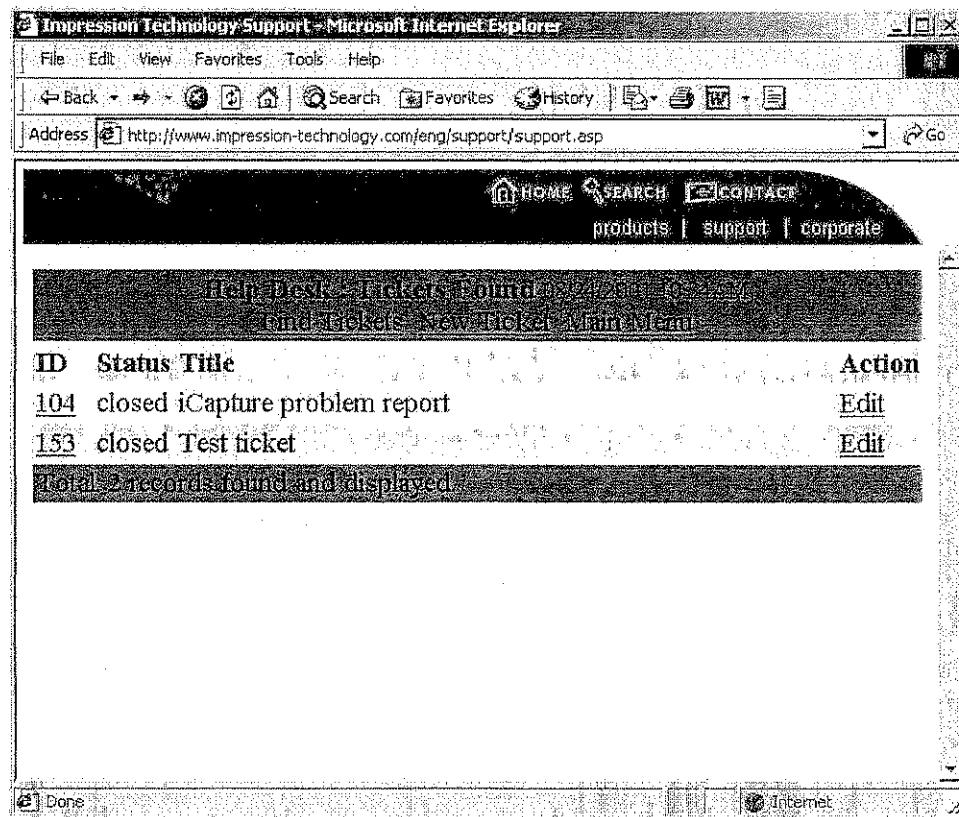 Impression Technology Support - Microsoft Internet Explorer
File Edit View Favorites Tools Help
Back Search Favorites History
Address http://www.impression-technology.com/eng/support/support.asp Go
HOME SEARCH CONTACT
products | support | corporate
Help Desk - Tickets Found
Find Tickets New Ticket Main Menu
ID Status Title Action
104 closed iCapture problem report Edit
153 closed Test ticket Edit
Total 2 records found and displayed.
Done Internet